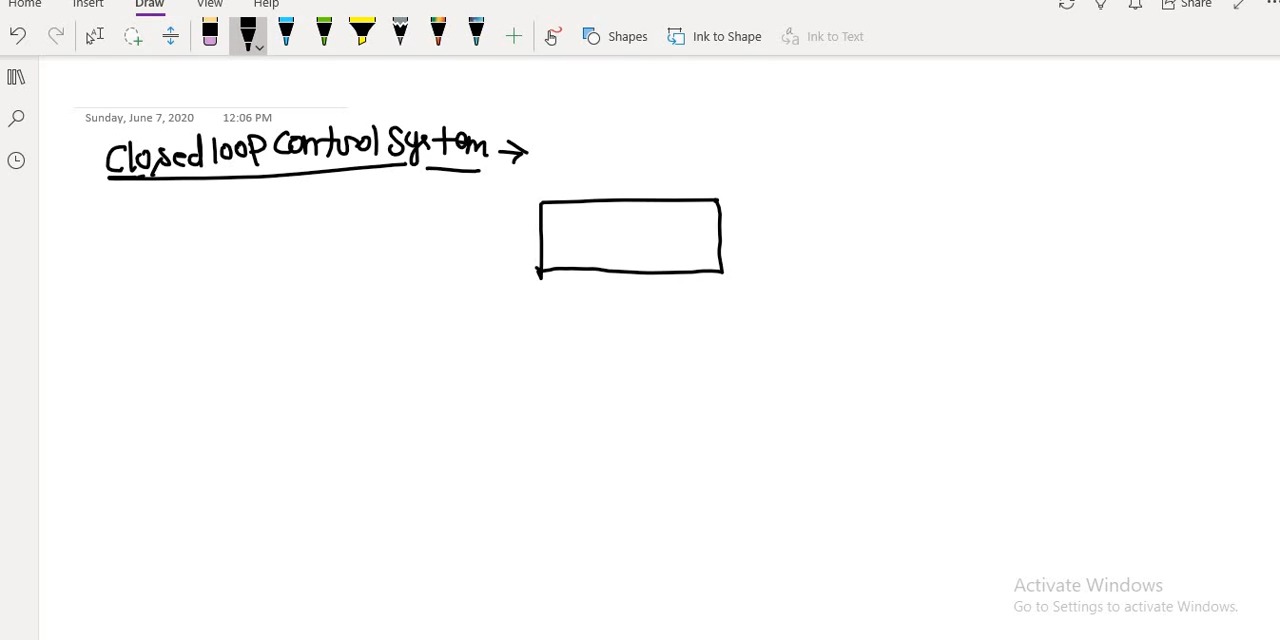 Home Insert Draw View Help Share
Shapes Ink to Shape Ink to Text
Sunday, June 7, 2020 12:06 PM
Closed loop Control System →
Activate Windows
Go to Settings to activate Windows.